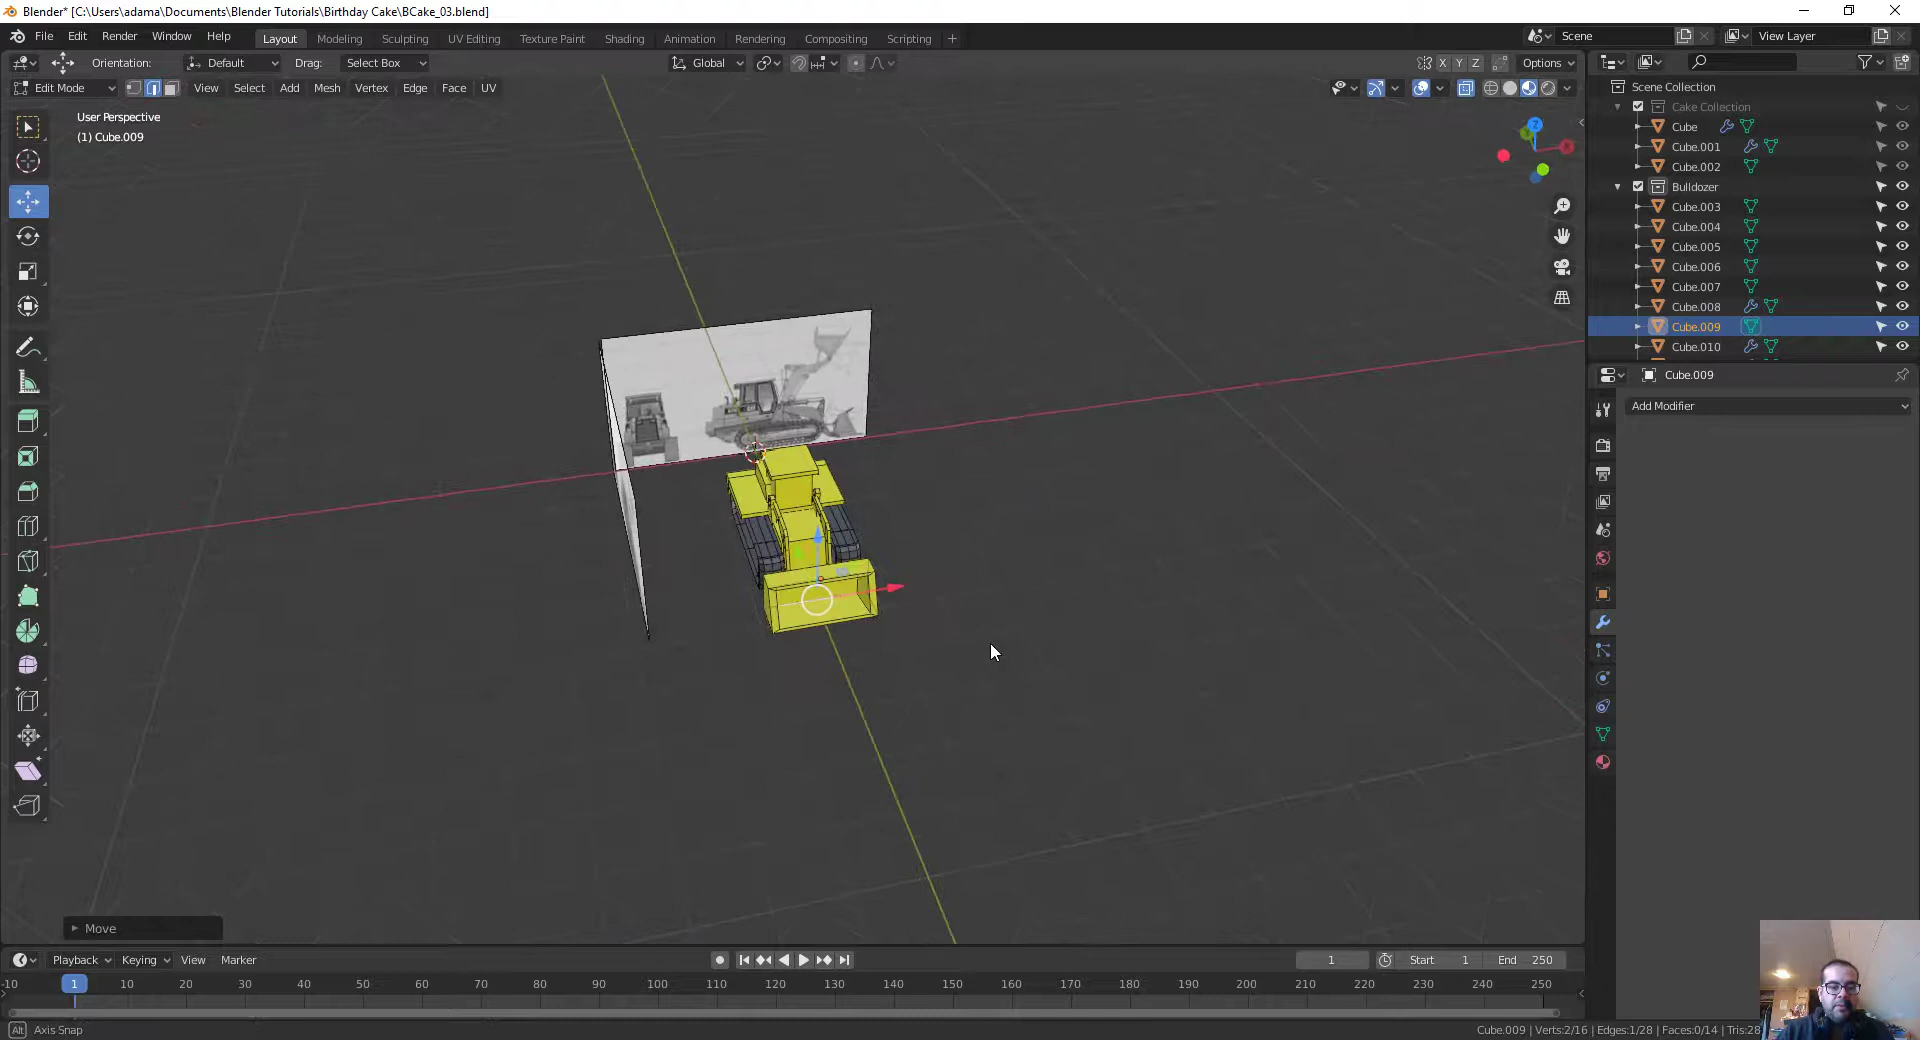 Blender* [C:\Users\adama\Documents\Blender Tutorials\Birthday Cake\BCake_03.blend]
File Edit Render Window Help Layout Modeling Sculpting UV Editing Texture Paint Shading Animation Rendering Compositing Scripting + Scene View Layer
Orientation: Default Drag: Select Box Global X Y Z Options
Edit Mode View Select Add Mesh Vertex Edge Face UV
User Perspective
(1) Cube.009
Z
Scene Collection
Cake Collection
Cube
Cube.001
Cube.002
Bulldozer
Cube.003
Cube.004
Cube.005
Cube.006
Cube.007
Cube.008
Cube.009
Cube.010
Cube.009
Add Modifier
Move
Playback Keying View Marker 1 Start 1 End 250
-10 1 10 20 30 40 50 60 70 80 90 100 110 120 130 140 150 160 170 180 190 200 210 220 230 240 250
Alt Axis Snap
Cube.009 | Verts:2/16 | Edges:1/28 | Faces:0/14 | Tris:28